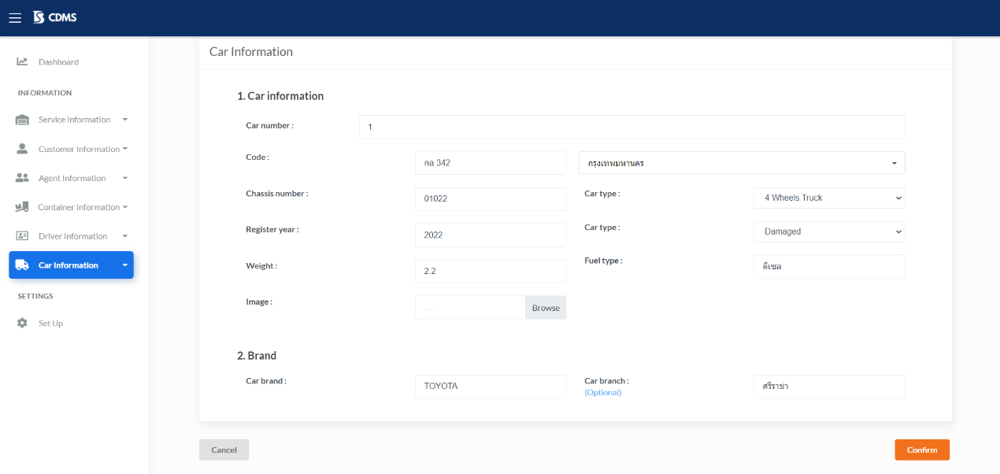 CDMS
Car Information
Dashboard
INFORMATION
Service Information
Customer Information
Agent Information
Container Information
Driver Information
Car Information
SETTINGS
Set Up
1. Car information
Car number : 1
Code : กอ 342 กรุงเทพมหานคร
Chassis number : 01022 Car type : 4 Wheels Truck
Register year : 2022 Car type : Damaged
Weight : 2.2 Fuel type : ดีเซล
Image : Browse
2. Brand
Car brand : TOYOTA Car branch : ศรีราชา
(Optional)
Cancel Confirm